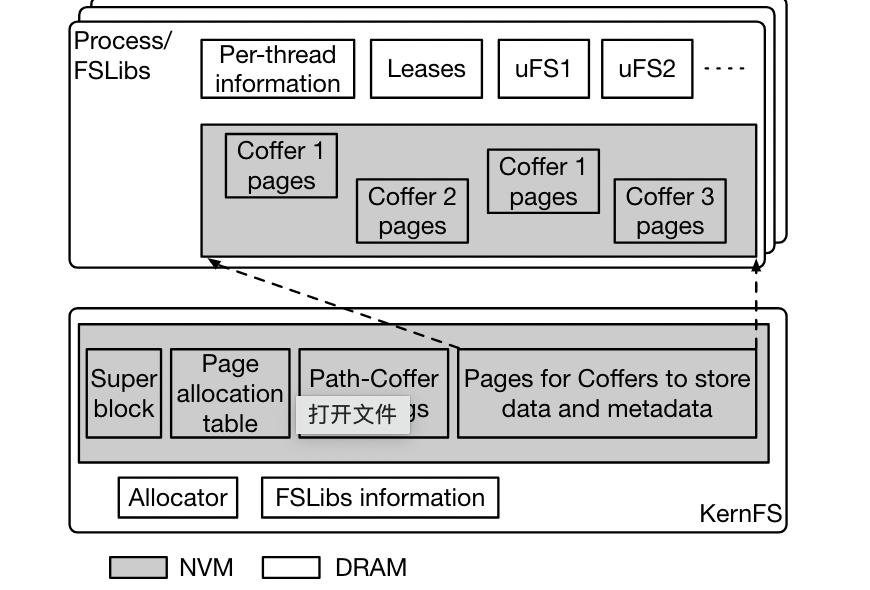 Process/
FSLibs
Per-thread
information
Leases
uFS1
uFS2
Coffer 1
pages
Coffer 2
pages
Coffer 1
pages
Coffer 3
pages
Super
block
Page
allocation
table
Path-Coffer
gs
打开文件
Pages for Coffers to store
data and metadata
Allocator
FSLibs information
KernFS
NVM
DRAM